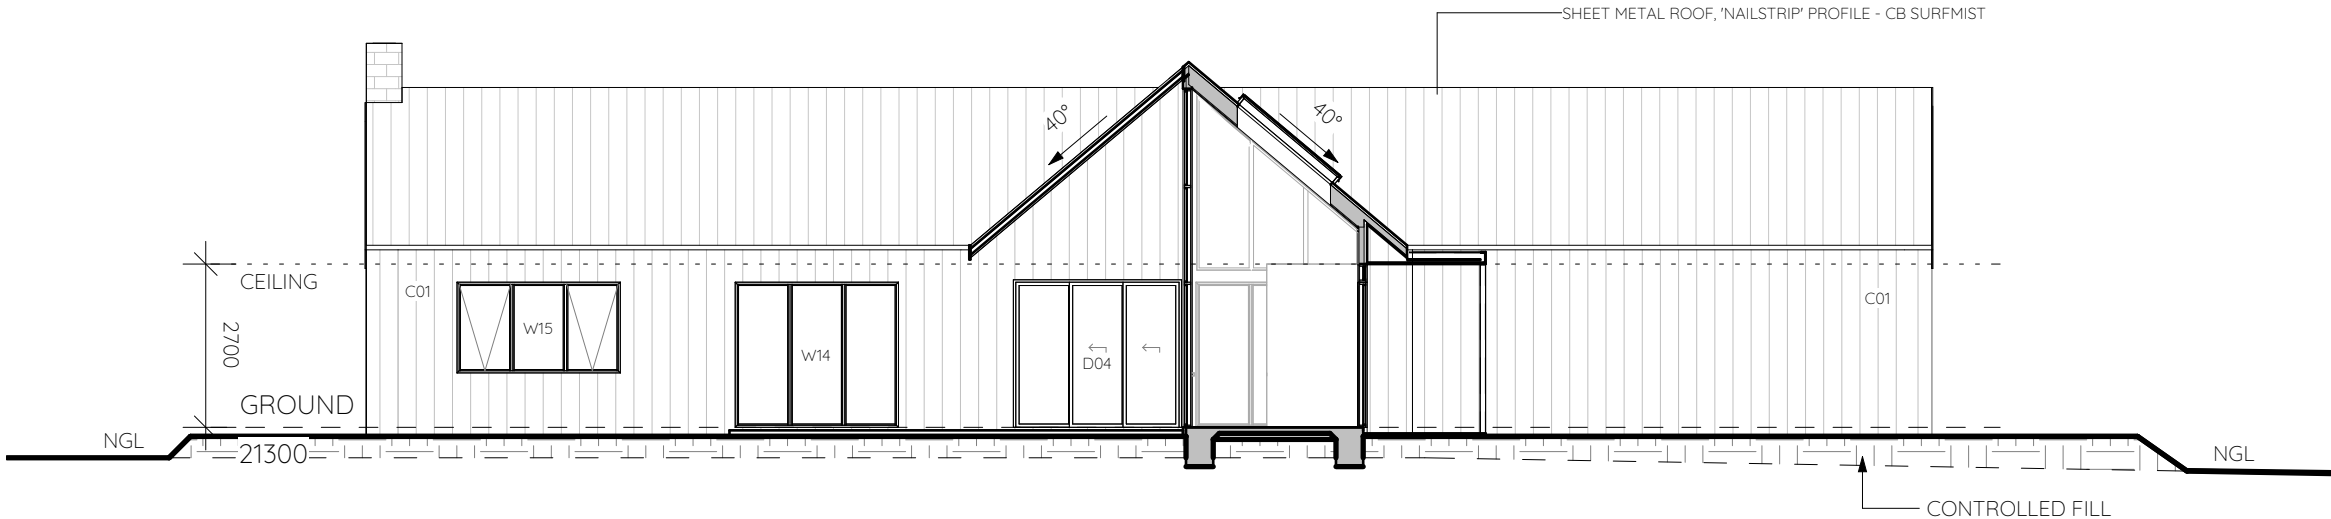 SHEET METAL ROOF, 'NAILSTRIP' PROFILE - CB SURFMIST
40°
40°
CEILING
C01
C01
W15
2700
W14
D04
GROUND
NGL
21300
NGL
CONTROLLED FILL